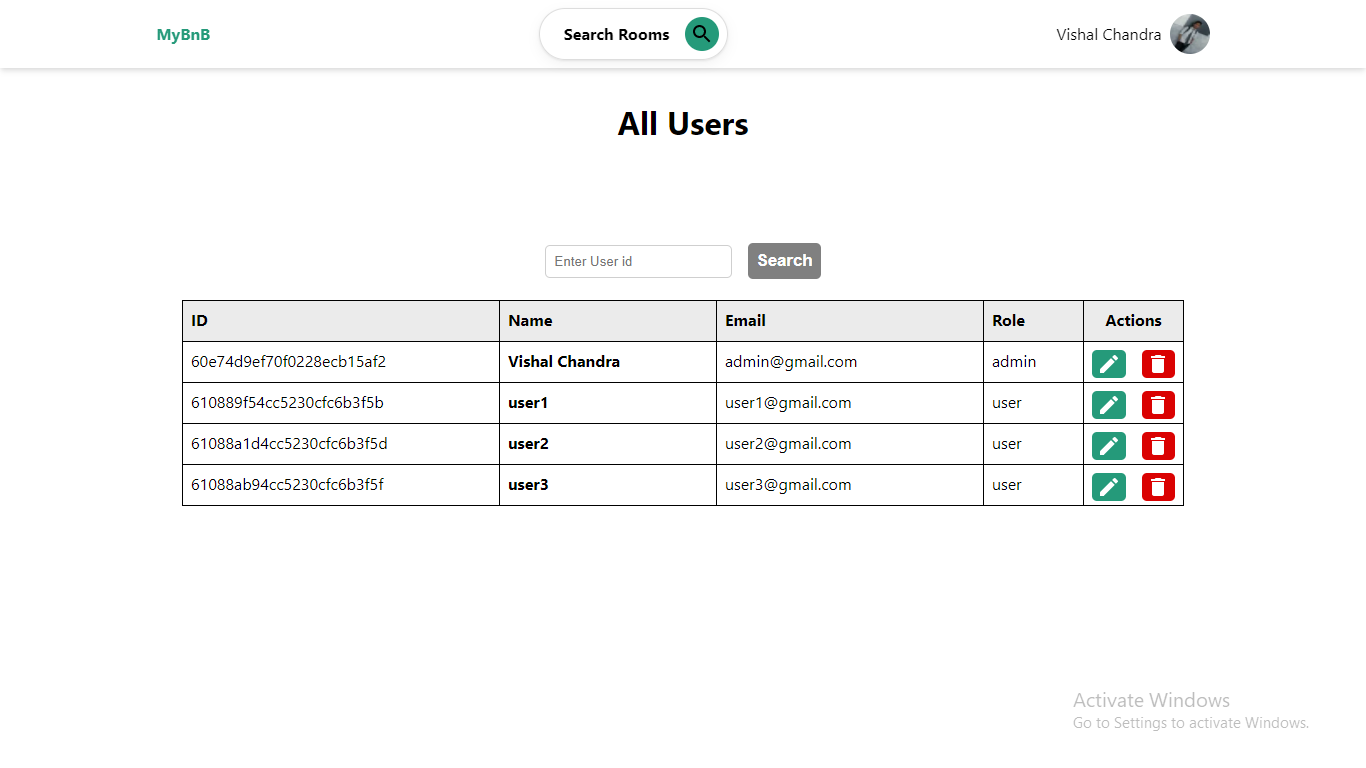 MyBnB Search Rooms Vishal Chandra
All Users
Enter User id Search
ID Name Email Role Actions
60e74d9ef70f0228ecb15af2 Vishal Chandra admin@gmail.com admin
610889f54cc5230cfc6b3f5b user1 user1@gmail.com user
61088a1d4cc5230cfc6b3f5d user2 user2@gmail.com user
61088ab94cc5230cfc6b3f5f user3 user3@gmail.com user
Activate Windows
Go to Settings to activate Windows.